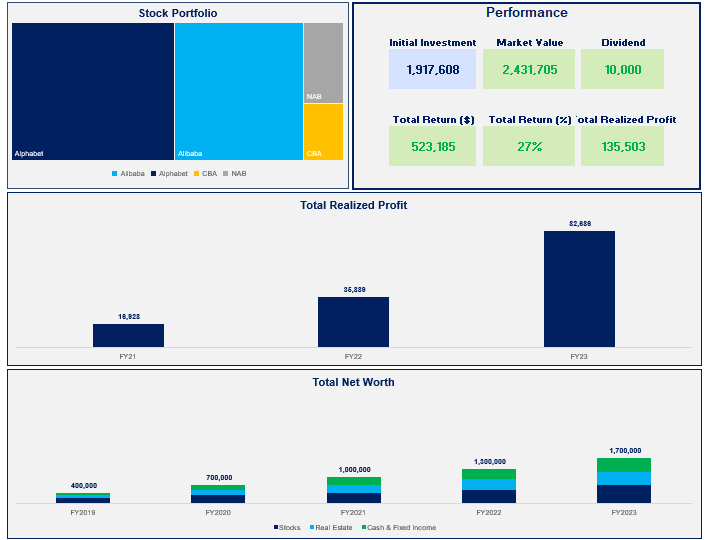 Stock Portfolio
Alphabet
Alibaba
NAB
CBA
Alibaba Alphabet CBA NAB
Performance
Initial Investment Market Value Dividend
1,917,608 2,431,705 10,000
Total Return ($) Total Return (%) otal Realized Profit
523,185 27% 135,503
Total Realized Profit
16,928
35,889
82,686
FY21 FY22 FY23
Total Net Worth
400,000
700,000
1,000,000
1,300,000
1,700,000
FY2019 FY2020 FY2021 FY2022 FY2023
Stocks Real Estate Cash & Fixed Income